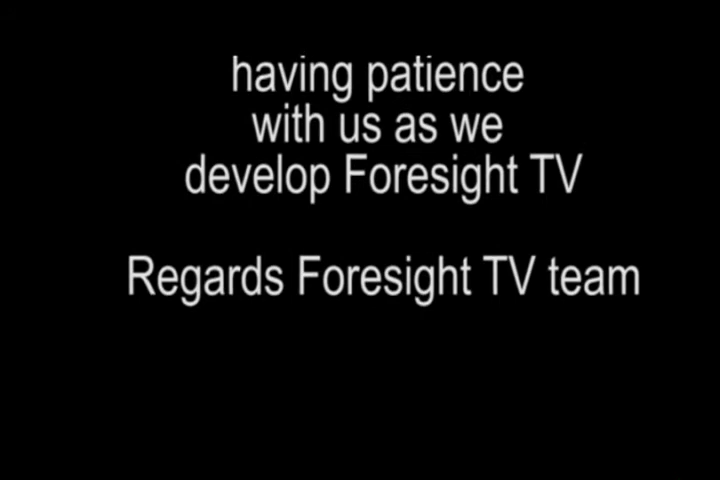 having patience
with us as we
develop Foresight TV
Regards Foresight TV team